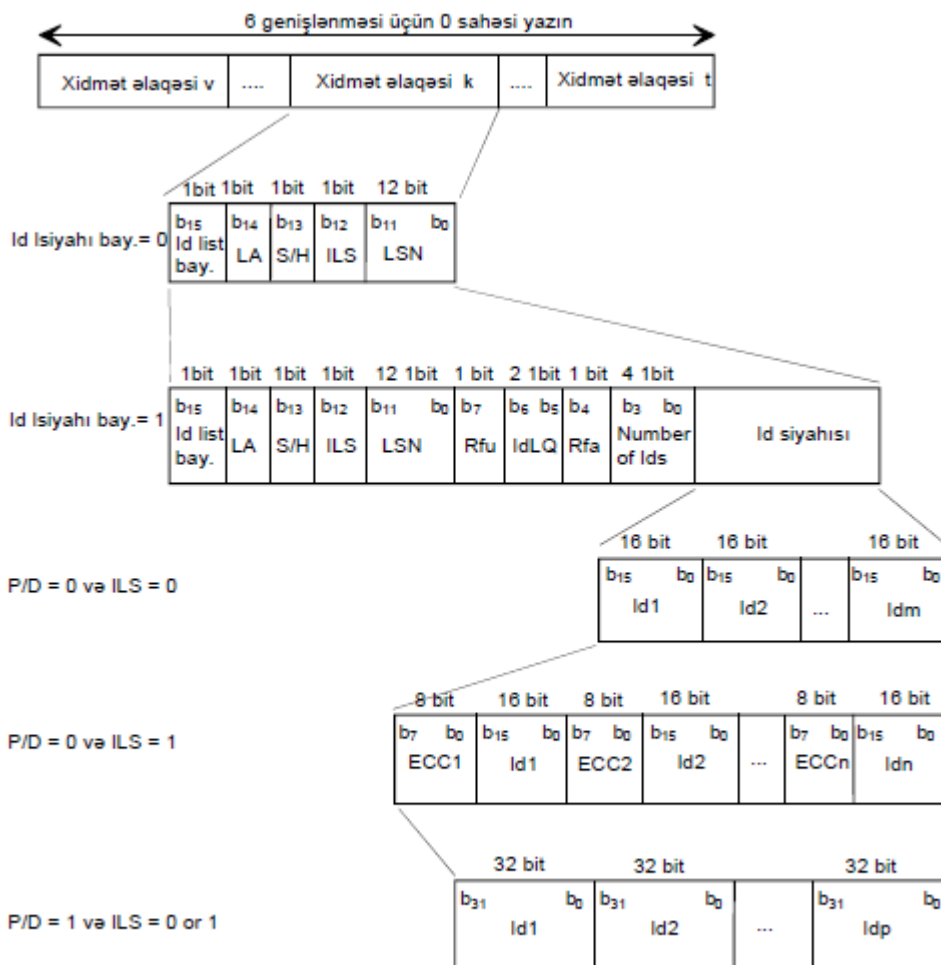 6 genişlənməsi üçün 0 sahəsi yazın
Xidmət əlaqəsi v .... Xidmət əlaqəsi k .... Xidmət əlaqəsi t
1bit 1bit 1bit 1bit 12 bit
Id lsiyahı bay.= 0
b15 b14 b13 b12 b11 b0
Id list bay. LA S/H ILS LSN
1bit 1bit 1bit 1bit 12 1bit 1 bit 2 1bit 1 bit 4 1bit
Id lsiyahı bay.= 1
b15 b14 b13 b12 b11 b0 b7 b6 b5 b4 b3 b0
Id list bay. LA S/H ILS LSN Rfu IdLQ Rfa Number of Ids Id siyahısı
16 bit 16 bit 16 bit
P/D = 0 və ILS = 0
b15 b0 b15 b0 b15 b0
Id1 Id2 ... Idm
8 bit 16 bit 8 bit 16 bit 8 bit 16 bit
P/D = 0 və ILS = 1
b7 b0 b15 b0 b7 b0 b15 b0 b7 b0 b15 b0
ECC1 Id1 ECC2 Id2 ... ECCn Idn
32 bit 32 bit 32 bit
P/D = 1 və ILS = 0 or 1
b31 b0 b31 b0 b31 b0
Id1 Id2 ... Idp